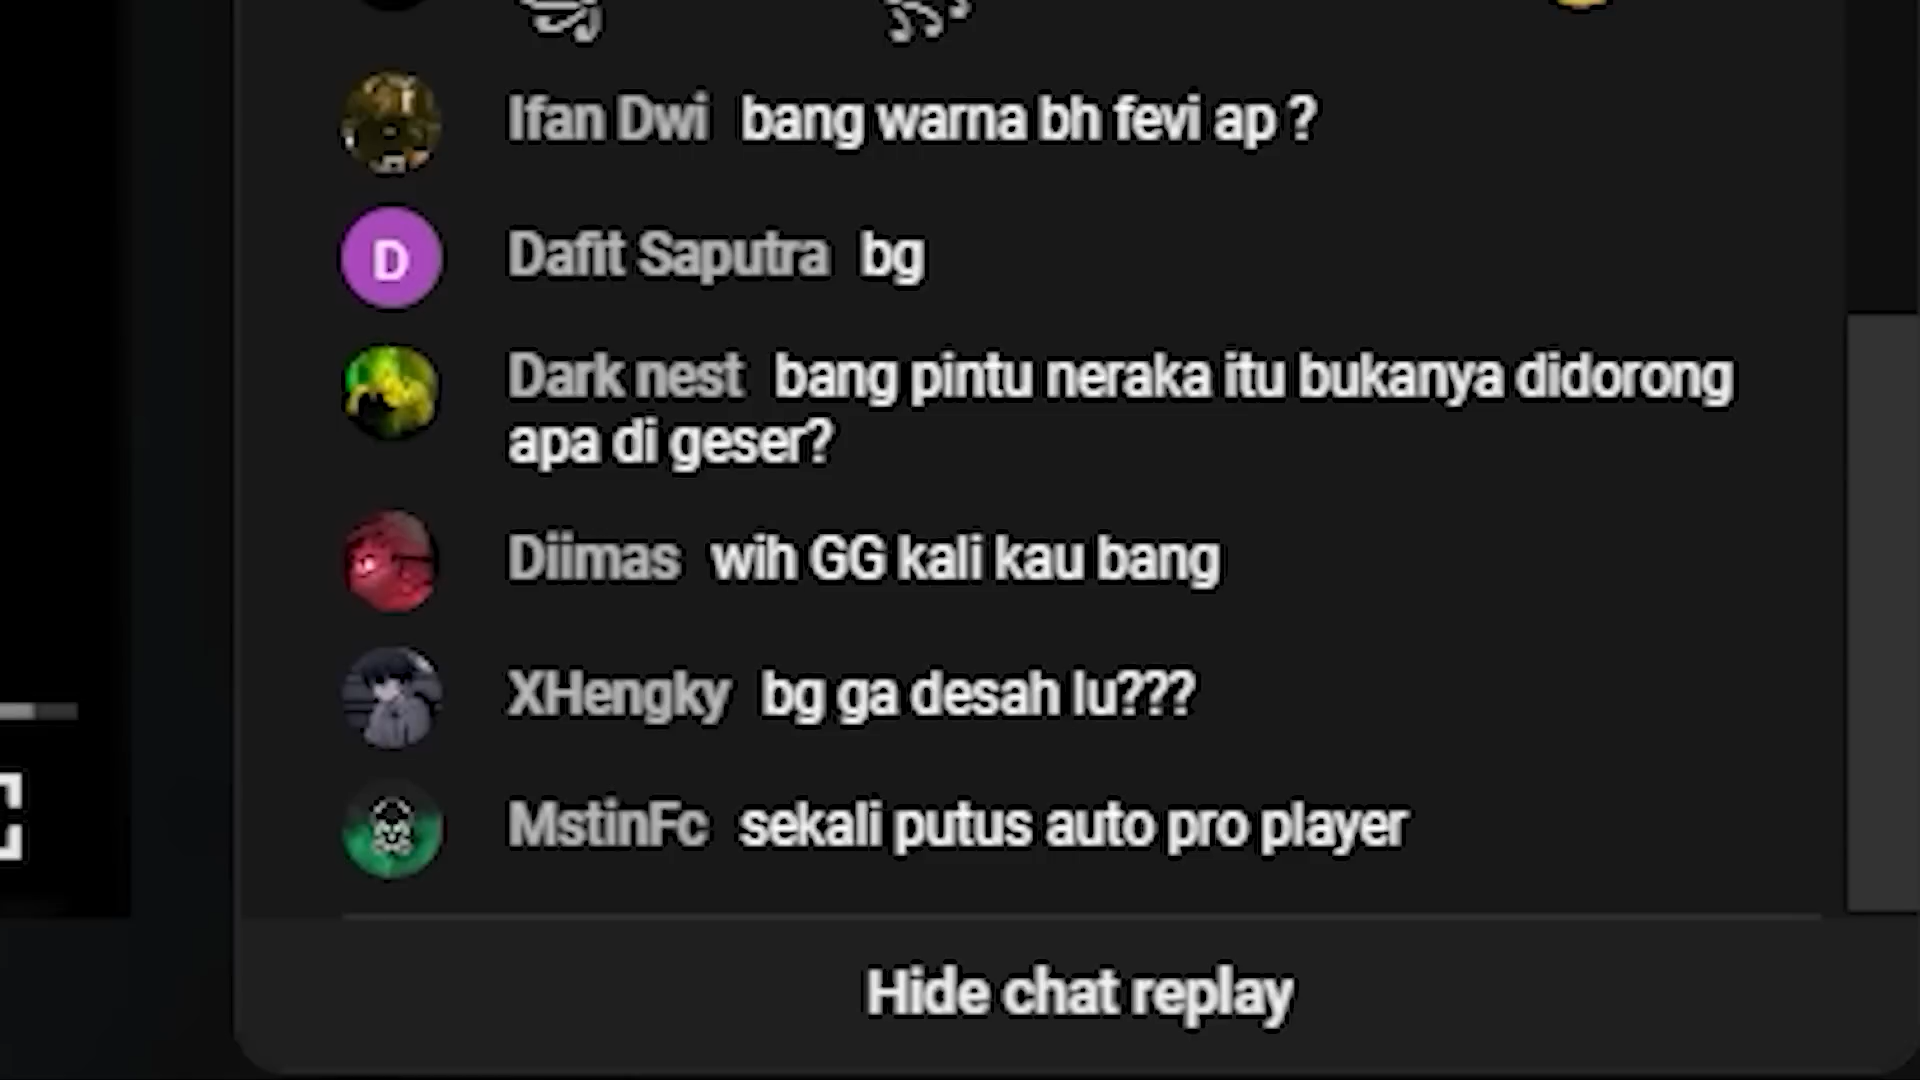 Ifan Dwi bang warna bh fevi ap ?
D Dafit Saputra bg
Dark nest bang pintu neraka itu bukanya didorong
apa di geser?
Diimas wih GG kali kau bang
XHengky bg ga desah lu???
MstinFc sekali putus auto pro player
Hide chat replay